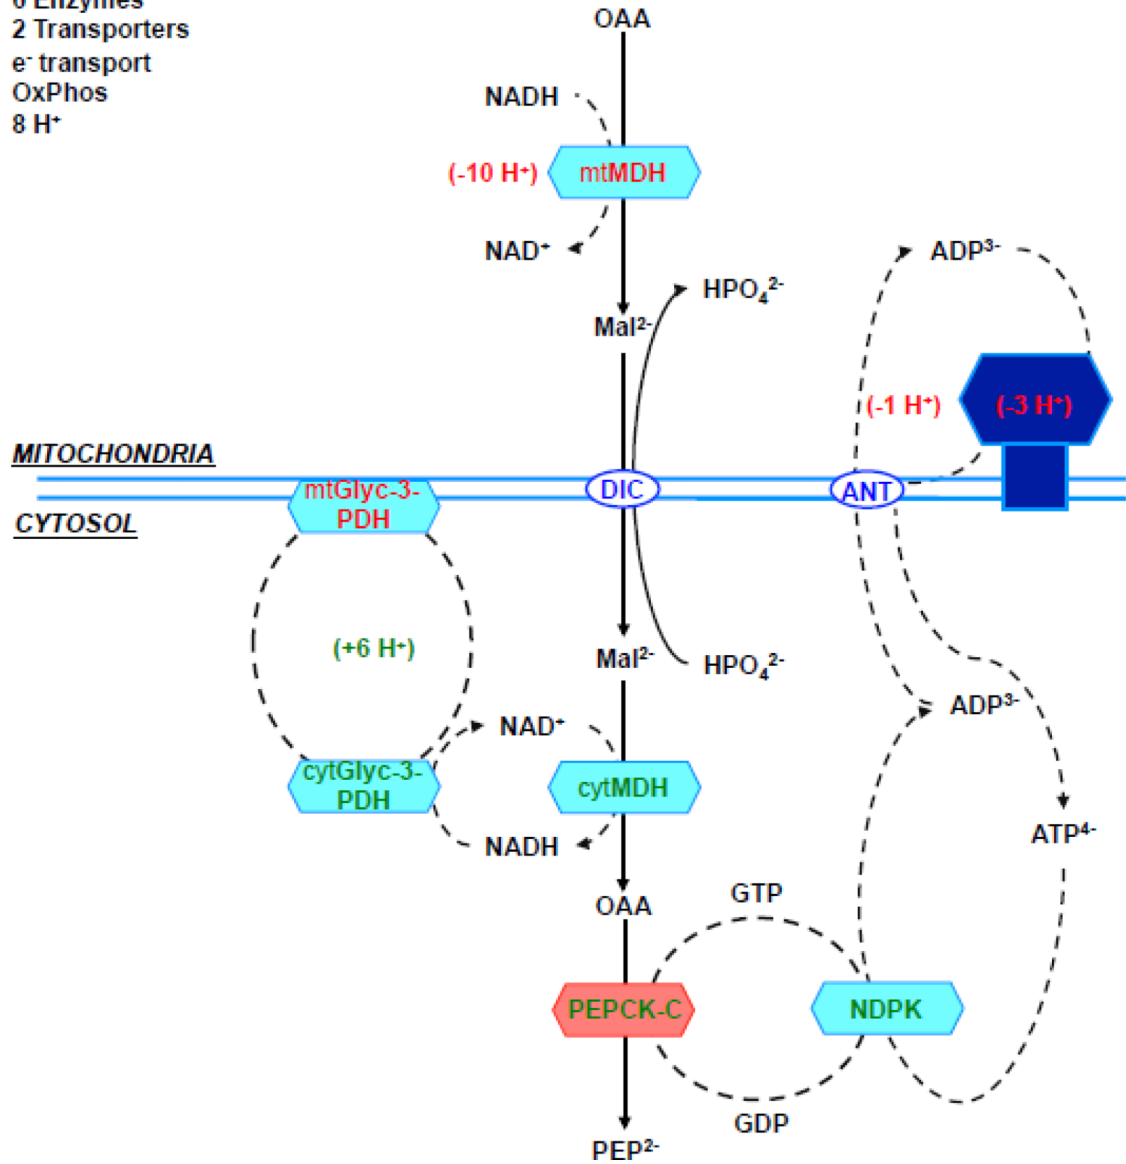 6 Enzymes
2 Transporters
e⁻ transport
OxPhos
8 H⁺
OAA
NADH
(-10 H⁺)
mtMDH
NAD⁺
ADP³⁻
HPO₄²⁻
Mal²⁻
(-1 H⁺)
(-3 H⁺)
MITOCHONDRIA
mtGlyc-3-
PDH
DIC
ANT
CYTOSOL
(+6 H⁺)
Mal²⁻
HPO₄²⁻
ADP³⁻
NAD⁺
cytGlyc-3-
PDH
cytMDH
NADH
ATP⁴⁻
OAA
GTP
PEPCK-C
NDPK
GDP
PEP²⁻